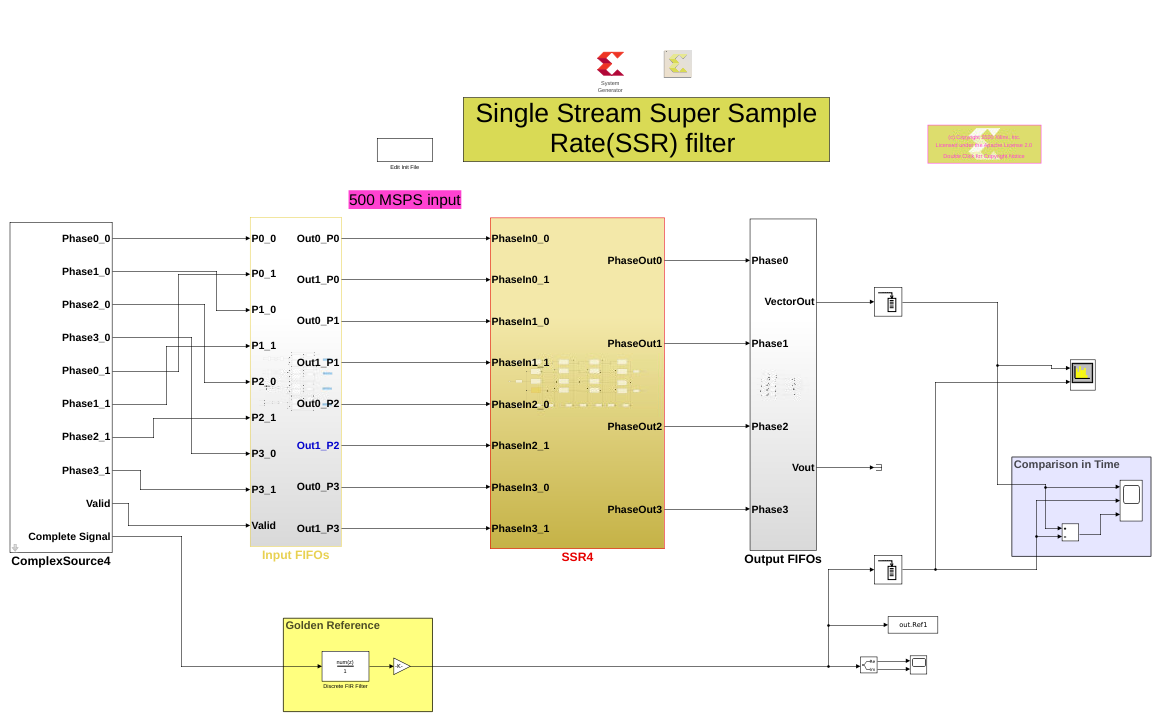 System
Generator
Single Stream Super Sample
Rate(SSR) filter
(c) Copyright 2020 Xilinx, Inc.
Licensed under the Apache License 2.0
Double Click for Copyright Notice
Edit Init File
500 MSPS input
Phase0_0
Phase1_0
Phase2_0
Phase3_0
Phase0_1
Phase1_1
Phase2_1
Phase3_1
Valid
Complete Signal
ComplexSource4
P0_0
P0_1
P1_0
P1_1
P2_0
P2_1
P3_0
P3_1
Valid
Out0_P0
Out1_P0
Out0_P1
Out1_P1
Out0_P2
Out1_P2
Out0_P3
Out1_P3
Input FIFOs
PhaseIn0_0
PhaseIn0_1
PhaseIn1_0
PhaseIn1_1
PhaseIn2_0
PhaseIn2_1
PhaseIn3_0
PhaseIn3_1
PhaseOut0
PhaseOut1
PhaseOut2
PhaseOut3
SSR4
Phase0
Phase1
Phase2
Phase3
VectorOut
Vout
Output FIFOs
Comparison in Time
Golden Reference
num(z)
1
Discrete FIR Filter
-K-
out.Ref1
Re
Im